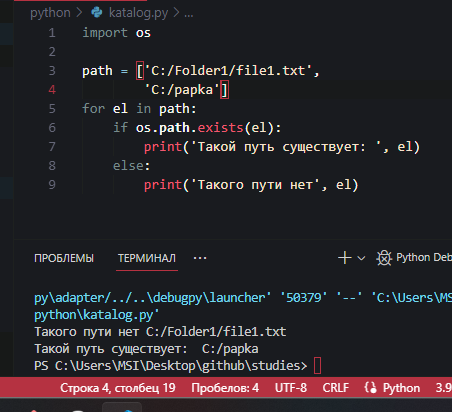 python > katalog.py > ...
1 import os
2
3 path = ['C:/Folder1/file1.txt',
4 'C:/papka']
5 for el in path:
6 if os.path.exists(el):
7 print('Такой путь существует: ', el)
8 else:
9 print('Такого пути нет', el)
ПРОБЛЕМЫ ТЕРМИНАЛ ... Python Deb
py\adapter/../..\debugpy\launcher' '50379' '--' 'C:\Users\MSI
python\katalog.py'
Такого пути нет C:/Folder1/file1.txt
Такой путь существует:  C:/papka
PS C:\Users\MSI\Desktop\github\studies>
Строка 4, столбец 19 Пробелов: 4 UTF-8 CRLF Python 3.9